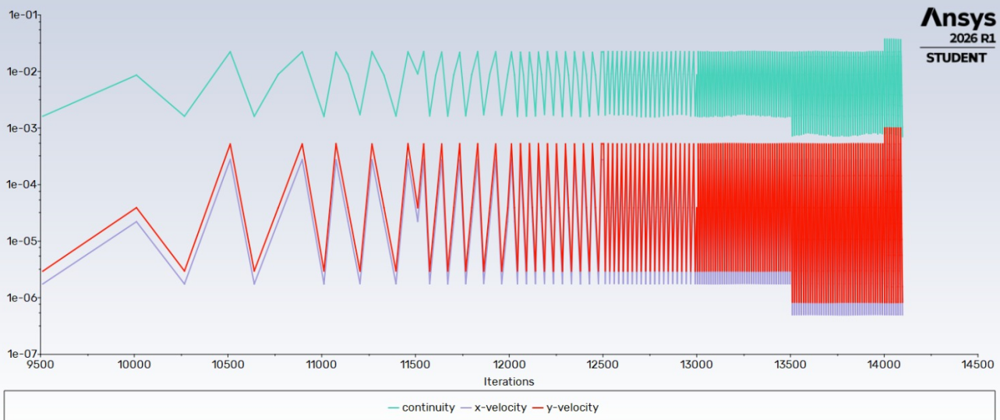 Ansys
2026 R1
STUDENT
1e-01
1e-02
1e-03
1e-04
1e-05
1e-06
1e-07
9500 10000 10500 11000 11500 12000 12500 13000 13500 14000 14500
Iterations
continuity x-velocity y-velocity